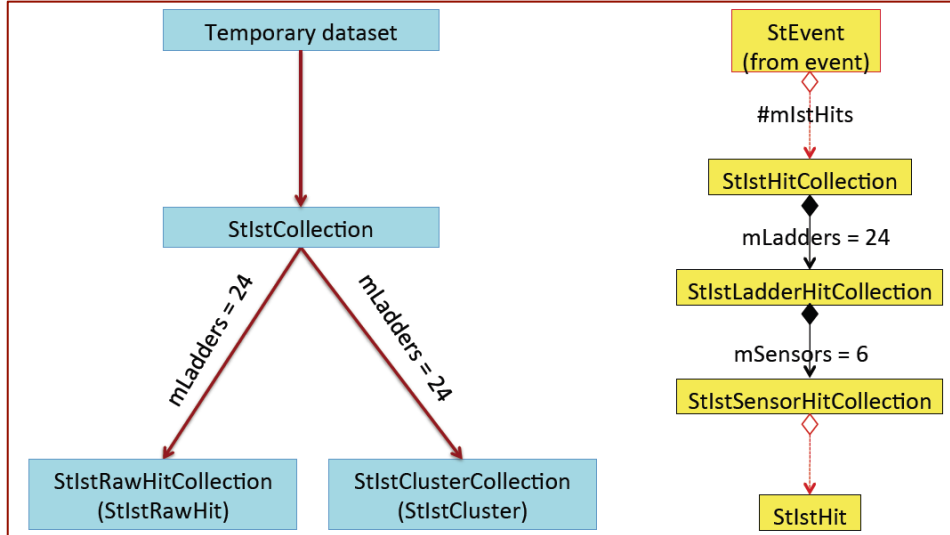 Temporary dataset
StIstCollection
mLadders = 24
mLadders = 24
StIstRawHitCollection
(StIstRawHit)
StIstClusterCollection
(StIstCluster)
StEvent
(from event)
#mIstHits
StIstHitCollection
mLadders = 24
StIstLadderHitCollection
mSensors = 6
StIstSensorHitCollection
StIstHit